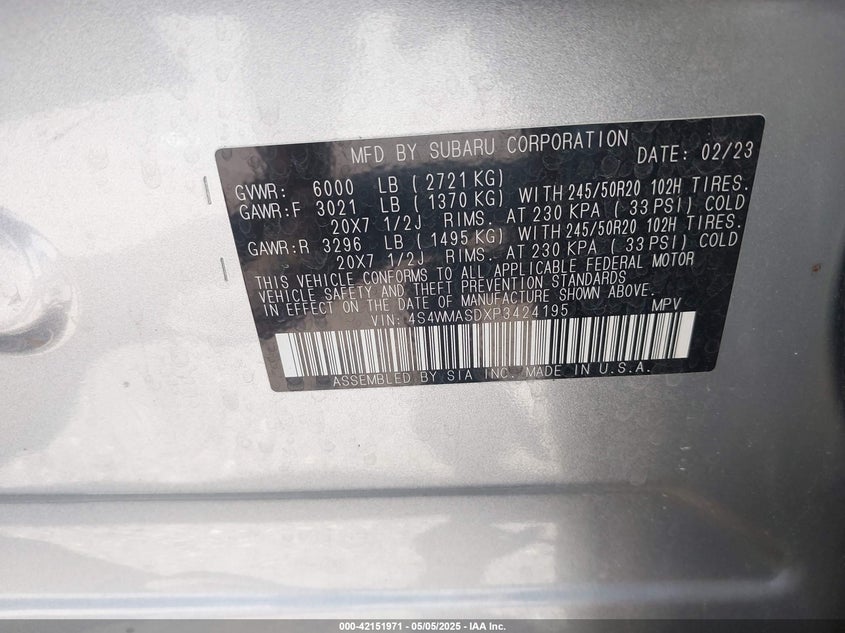 MFD BY SUBARU CORPORATION DATE: 02/23
GVWR: 6000 LB ( 2721 KG)
GAWR:F 3021 LB ( 1370 KG) WITH 245/50R20 102H TIRES.
20X7 1/2J RIMS. AT 230 KPA ( 33 PSI) COLD
GAWR:R 3296 LB ( 1495 KG) WITH 245/50R20 102H TIRES.
20X7 1/2J RIMS. AT 230 KPA ( 33 PSI) COLD
THIS VEHICLE CONFORMS TO ALL APPLICABLE FEDERAL MOTOR
VEHICLE SAFETY AND THEFT PREVENTION STANDARDS
IN EFFECT ON THE DATE OF MANUFACTURE SHOWN ABOVE.
VIN: 4S4WMASDXP3424195 MPV
ASSEMBLED BY SIA INC. MADE IN U.S.A.
000-42151971 - 05/05/2025 - IAA Inc.